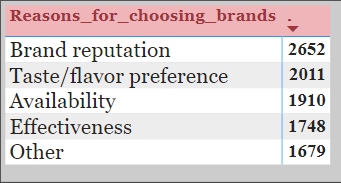 Reasons_for_choosing_brands .
Brand reputation 2652
Taste/flavor preference 2011
Availability 1910
Effectiveness 1748
Other 1679